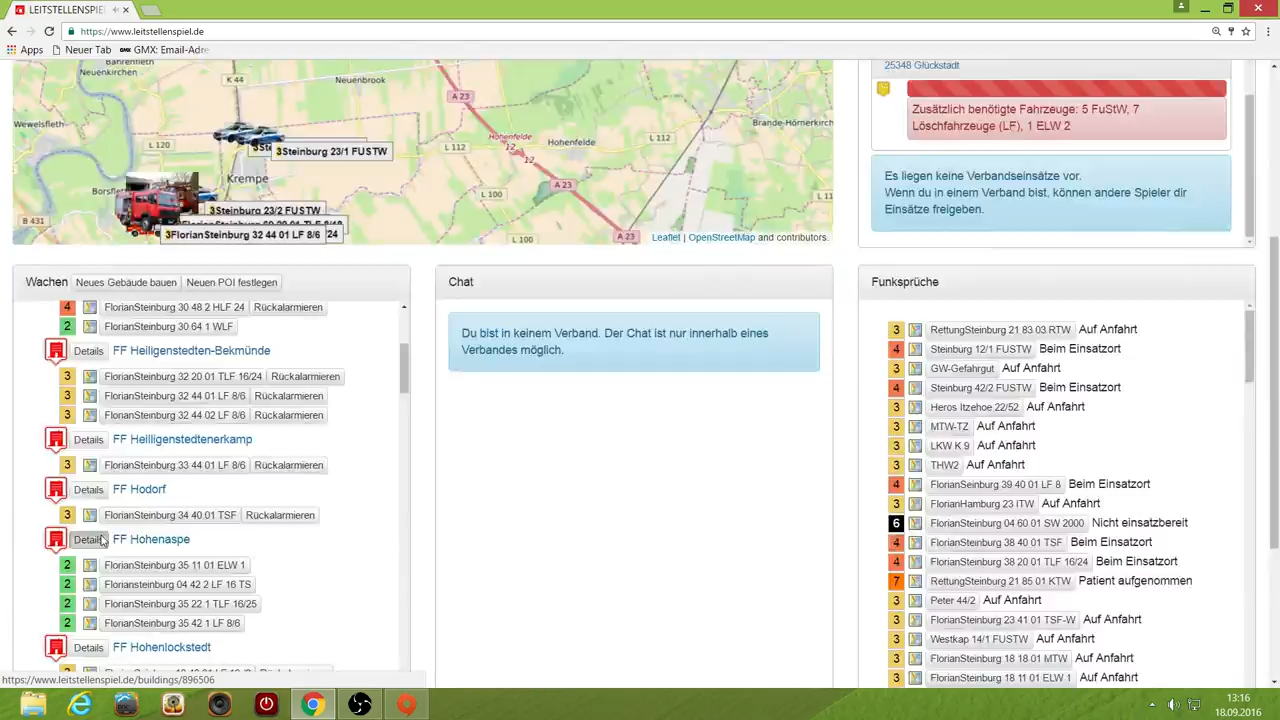 LEITSTELLENSPIE
https://www.leitstellenspiel.de
Apps
Neuer Tab
GMX: Email-Adre
Neuenkirchen
K 44
Neuenbrook
A 23
Wewelsfleth
L 120
Hohenfelde
12
12
Hohenfelde
L 112
L 112
Brande-Hörnerkirche
3Steinburg 23/1 FUSTW
Krempe
A 23
L 100
Borsfl
B 431
3Steinburg 23/2 FUSTW
3FlorianSteinburg 32 44 01 LF 8/6
/24
L 100
A 23
Leaflet | OpenStreetMap and contributors.
25348 Glückstadt
Zusätzlich benötigte Fahrzeuge: 5 FuStW, 7
Löschfahrzeuge (LF), 1 ELW 2
Es liegen keine Verbandseinsätze vor.
Wenn du in einem Verband bist, können andere Spieler dir
Einsätze freigeben.
Wachen
Neues Gebäude bauen
Neuen POI festlegen
4 FlorianSteinburg 30 48 2 HLF 24 Rückalarmieren
2 FlorianSteinburg 30 64 1 WLF
Details FF Heiligenstedten-Bekmünde
3 FlorianSteinburg 32 20 01 TLF 16/24 Rückalarmieren
3 FlorianSteinburg 32 44 01 LF 8/6 Rückalarmieren
3 FlorianSteinburg 32 44 02 LF 8/6 Rückalarmieren
Details FF Heilligenstedtenerkamp
3 FlorianSteinburg 33 44 01 LF 8/6 Rückalarmieren
Details FF Hodorf
3 FlorianSteinburg 34 40 01 TSF Rückalarmieren
Details FF Hohenaspe
2 FlorianSteinburg 35 11 01 ELW 1
2 Floriansteinburg 04 42 2 LF 16 TS
2 FlorianSteinburg 35 22 1 TLF 16/25
2 FlorianSteinburg 35 42 1 LF 8/6
Details FF Hohenlockstedt
https://www.leitstellenspiel.de/buildings/896506
Chat
Du bist in keinem Verband. Der Chat ist nur innerhalb eines
Verbandes möglich.
Funksprüche
3 RettungSteinburg 21 83 03 RTW Auf Anfahrt
4 Steinburg 12/1 FUSTW Beim Einsatzort
3 GW-Gefahrgut Auf Anfahrt
4 Steinburg 42/2 FUSTW Beim Einsatzort
3 Heros Itzehoe 22/52 Auf Anfahrt
3 MTW-TZ Auf Anfahrt
3 LKW K 9 Auf Anfahrt
3 THW2 Auf Anfahrt
4 FlorianSeinburg 39 40 01 LF 8 Beim Einsatzort
3 FlorianHamburg 23 ITW Auf Anfahrt
6 FlorianSteinburg 04 60 01 SW 2000 Nicht einsatzbereit
4 FlorianSteinburg 38 40 01 TSF Beim Einsatzort
4 FlorianSteinburg 38 20 01 TLF 16/24 Beim Einsatzort
7 RettungSteinburg 21 85 01 KTW Patient aufgenommen
3 Peter 44/2 Auf Anfahrt
3 FlorianSteinburg 23 41 01 TSF-W Auf Anfahrt
3 Westkap 14/1 FUSTW Auf Anfahrt
3 FlorianSteinburg 18 18 01 MTW Auf Anfahrt
3 FlorianSteinburg 18 11 01 ELW 1 Auf Anfahrt
13:16
18.09.2016